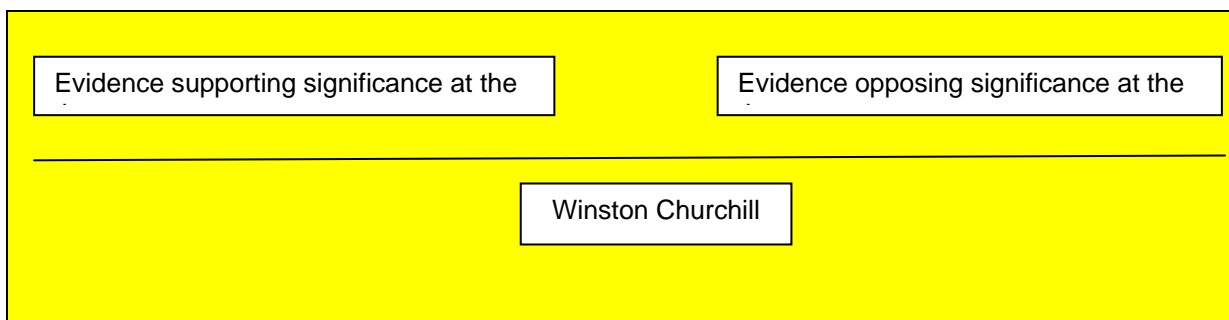 Evidence supporting significance at the
Evidence opposing significance at the
Winston Churchill